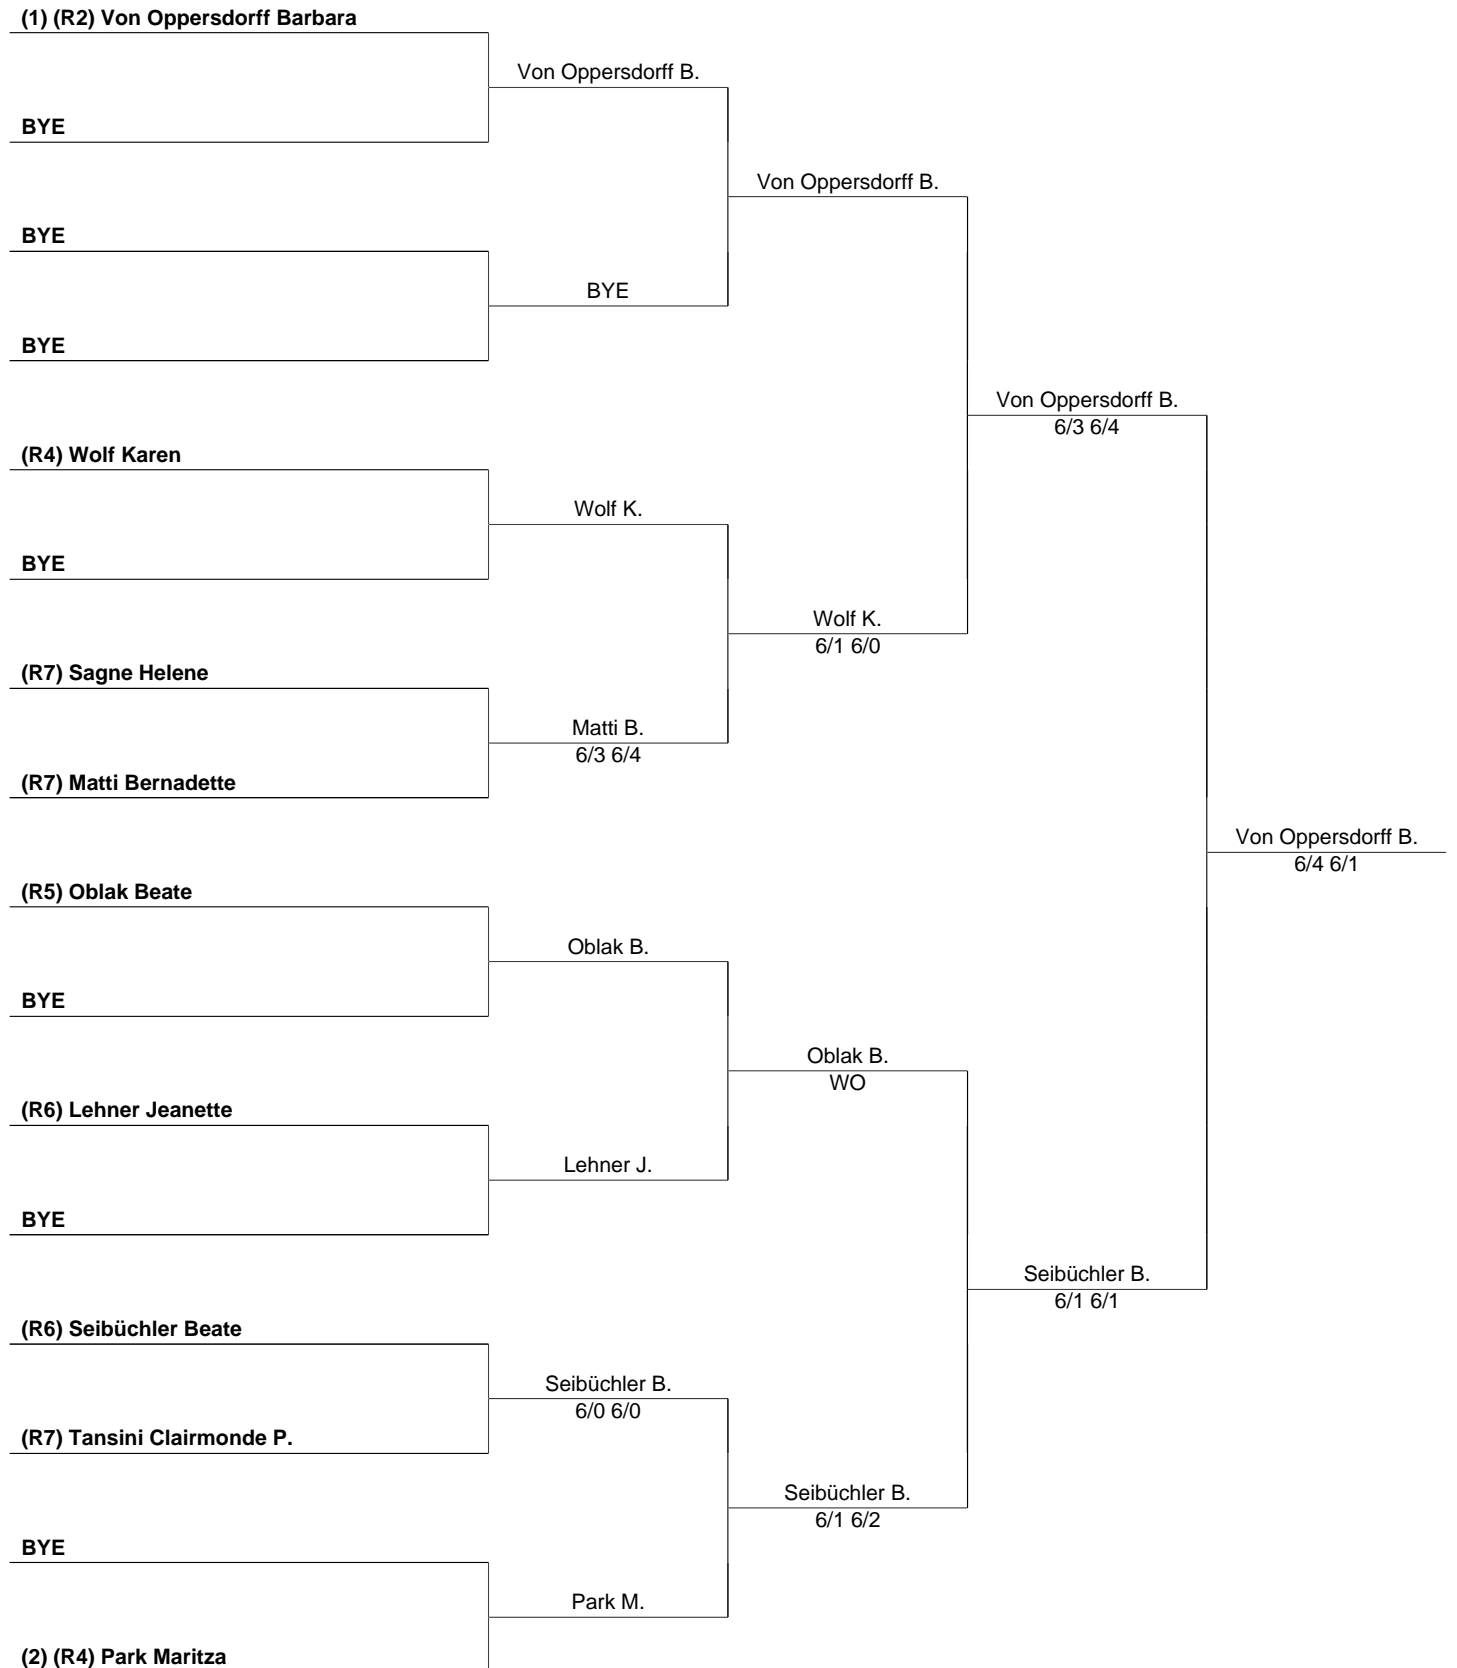 (1) (R2) Von Oppersdorff Barbara
Von Oppersdorff B.
BYE
Von Oppersdorff B.
BYE
BYE
BYE
Von Oppersdorff B.
6/3 6/4
(R4) Wolf Karen
Wolf K.
BYE
Wolf K.
6/1 6/0
(R7) Sagne Helene
Matti B.
6/3 6/4
(R7) Matti Bernadette
Von Oppersdorff B.
6/4 6/1
(R5) Oblak Beate
Oblak B.
BYE
Oblak B.
WO
(R6) Lehner Jeanette
Lehner J.
BYE
Seibüchler B.
6/1 6/1
(R6) Seibüchler Beate
Seibüchler B.
6/0 6/0
(R7) Tansini Clairmonde P.
Seibüchler B.
6/1 6/2
BYE
Park M.
(2) (R4) Park Maritza